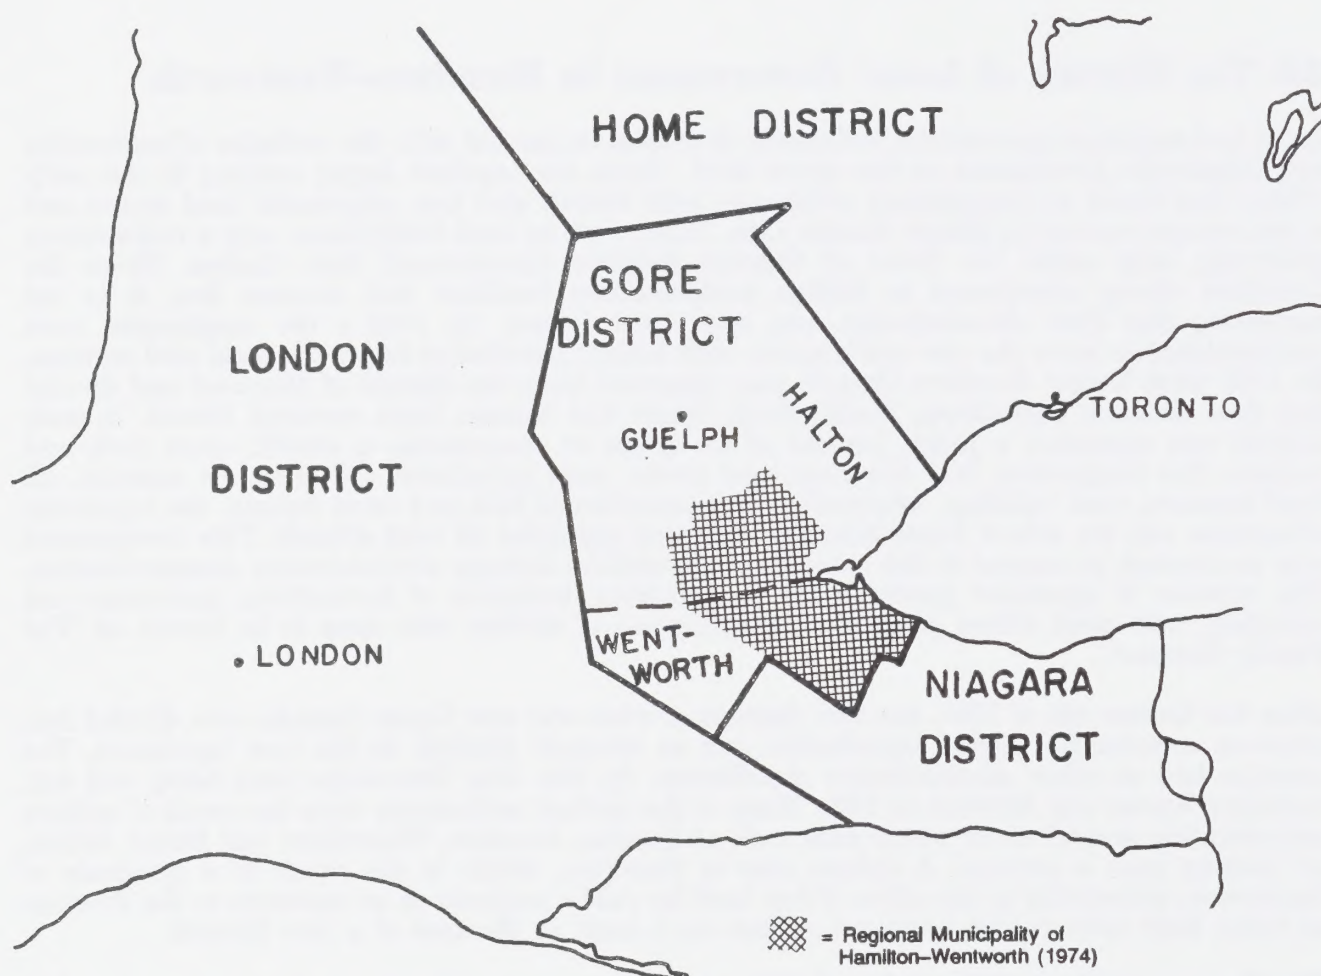 HOME DISTRICT
GORE
DISTRICT
LONDON
DISTRICT
HALTON
TORONTO
GUELPH
WENT-
WORTH
LONDON
NIAGARA
DISTRICT
= Regional Municipality of
Hamilton-Wentworth (1974)